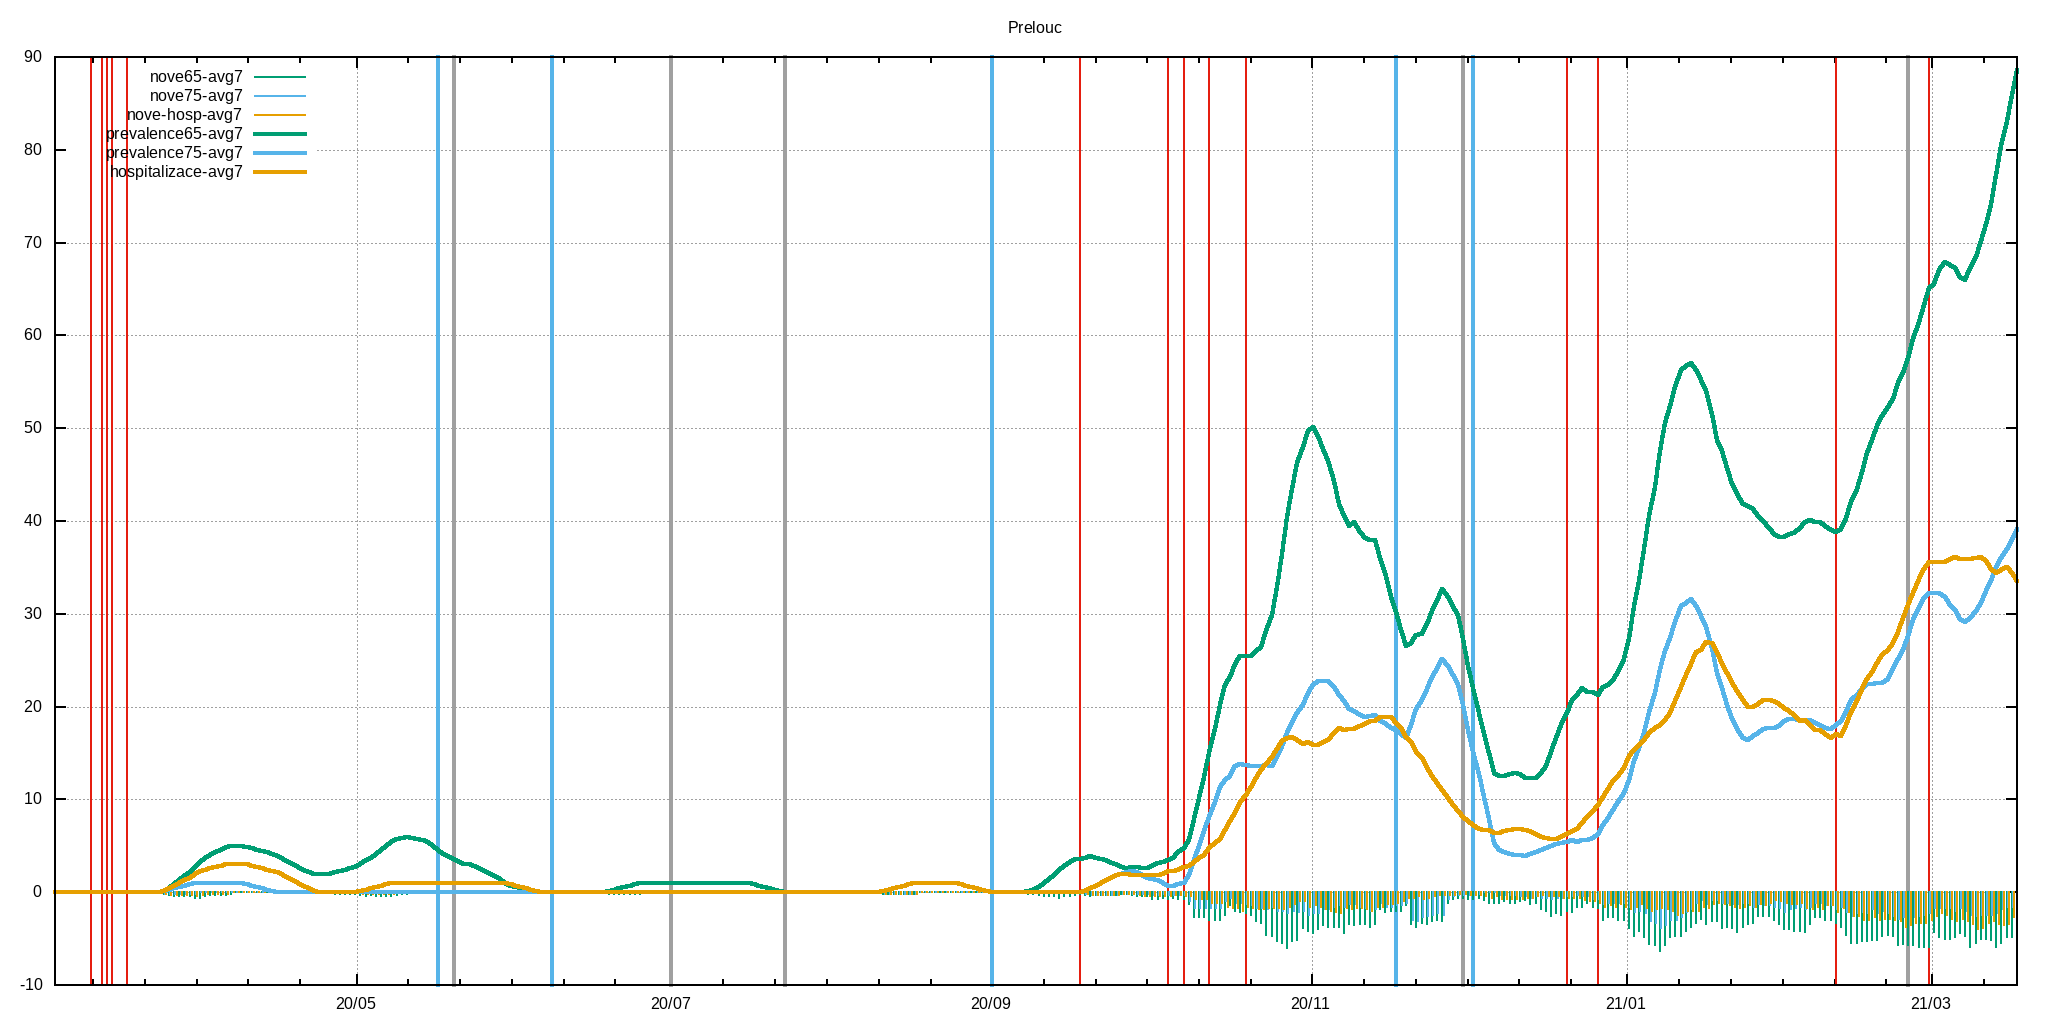 Prelouc
90
80
70
60
50
40
30
20
10
0
-10
nove65-avg7
nove75-avg7
nove-hosp-avg7
prevalence65-avg7
prevalence75-avg7
hospitalizace-avg7
20/05 20/07 20/09 20/11 21/01 21/03